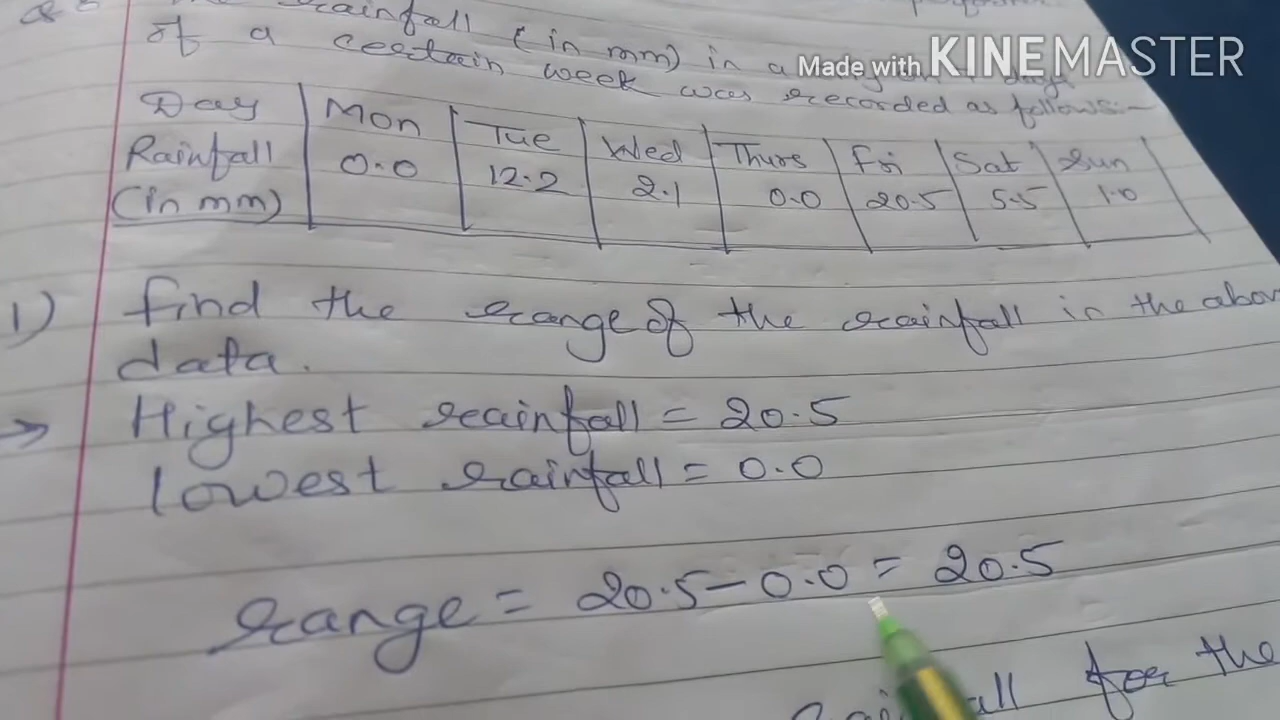 rainfall (in mm) in a
of a certain week was recorded as follows:-
Made with KINEMASTER
Day Mon Tue Wed Thurs Fri Sat Sun
Rainfall 0.0 12.2 2.1 0.0 20.5 5.5 1.0
(in mm)
1) find the range of the rainfall in the above
data.
→ Highest rainfall = 20.5
lowest rainfall = 0.0
range = 20.5 - 0.0 = 20.5
for the